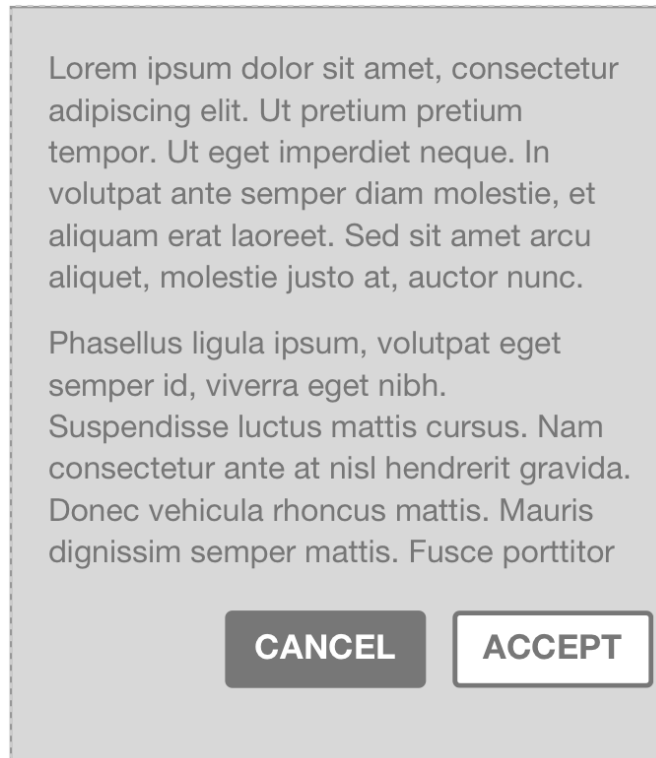 Lorem ipsum dolor sit amet, consectetur
adipiscing elit. Ut pretium pretium
tempor. Ut eget imperdiet neque. In
volutpat ante semper diam molestie, et
aliquam erat laoreet. Sed sit amet arcu
aliquet, molestie justo at, auctor nunc.
Phasellus ligula ipsum, volutpat eget
semper id, viverra eget nibh.
Suspendisse luctus mattis cursus. Nam
consectetur ante at nisl hendrerit gravida.
Donec vehicula rhoncus mattis. Mauris
dignissim semper mattis. Fusce porttitor
CANCEL ACCEPT